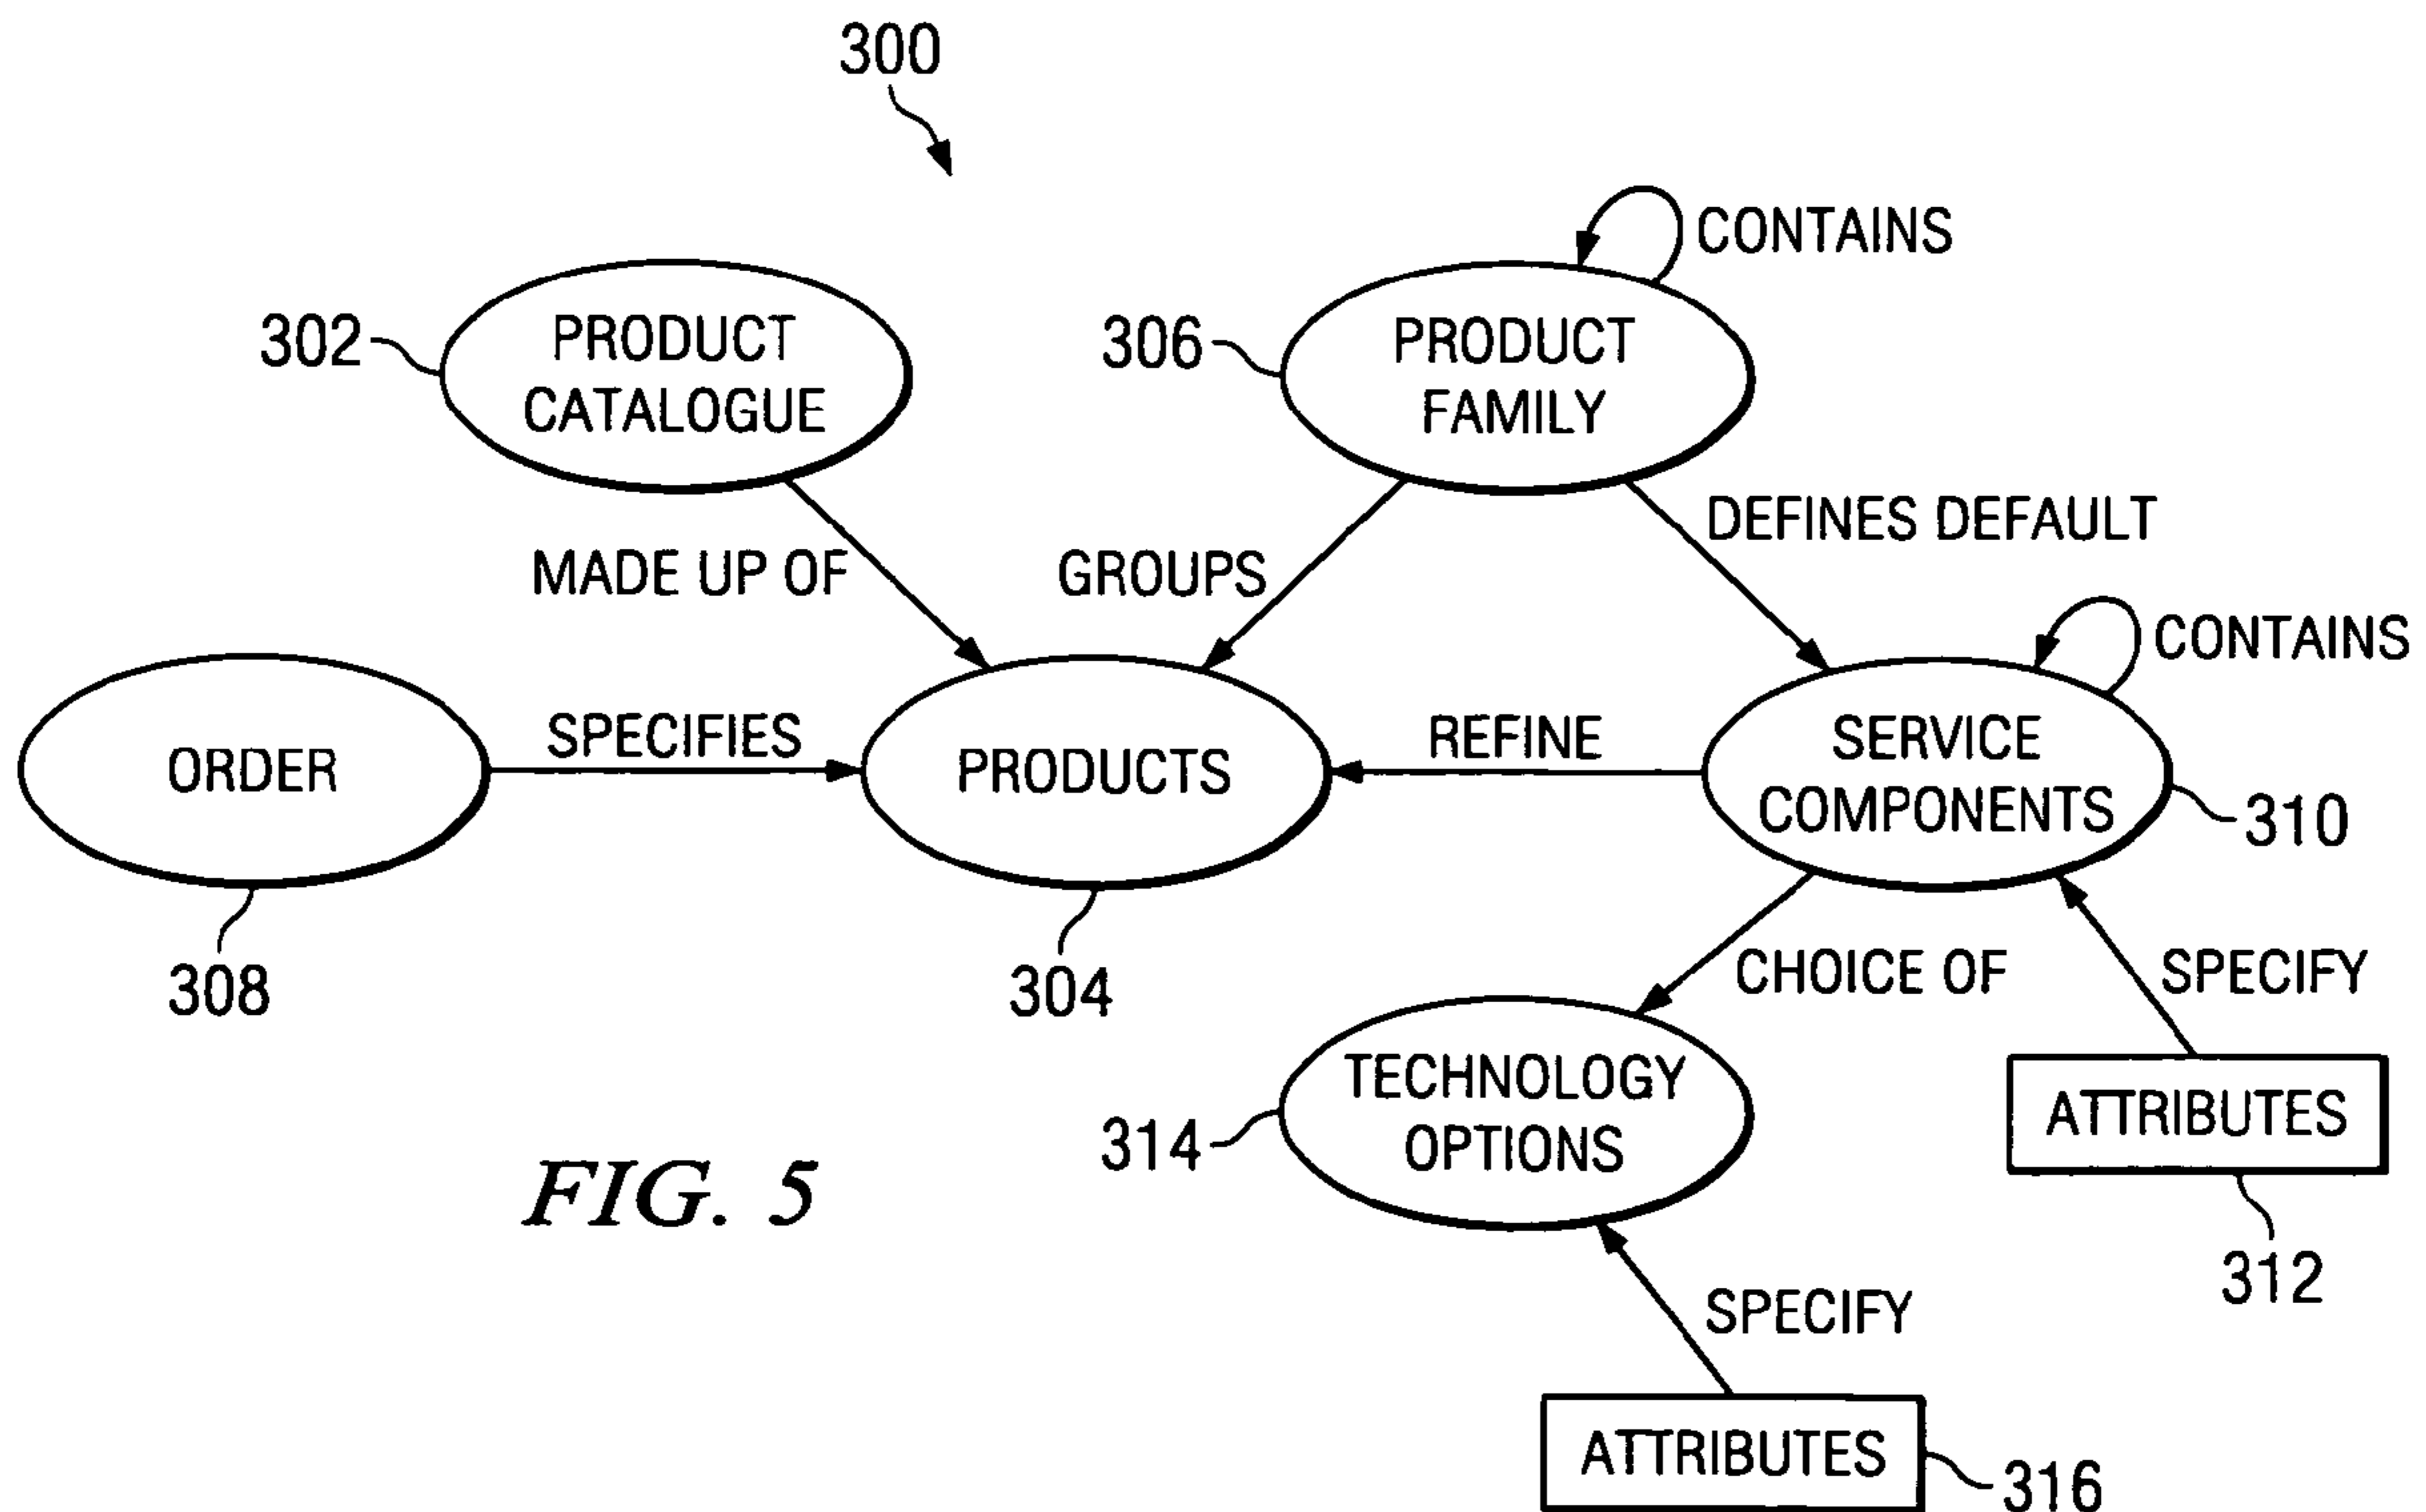 300
CONTAINS
302
PRODUCT
CATALOGUE
306
PRODUCT
FAMILY
DEFINES DEFAULT
MADE UP OF
GROUPS
CONTAINS
ORDER
SPECIFIES
PRODUCTS
REFINE
SERVICE
COMPONENTS
310
308
304
CHOICE OF
SPECIFY
TECHNOLOGY
OPTIONS
314
ATTRIBUTES
312
FIG. 5
SPECIFY
ATTRIBUTES
316